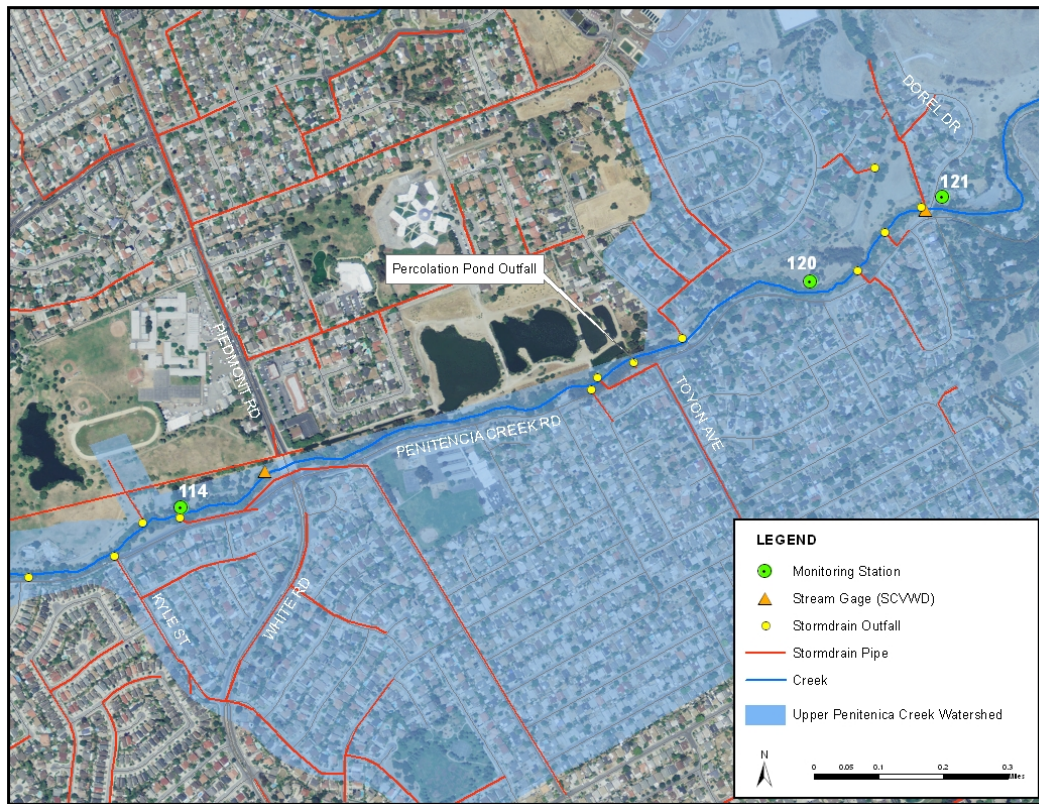 DOREL DR
121
120
Percolation Pond Outfall
PIEDMONT RD
TOYON AVE
PENITENCIA CREEK RD
114
KYLE ST
WHITE RD
LEGEND
Monitoring Station
Stream Gage (SCVWD)
Stormdrain Outfall
Stormdrain Pipe
Creek
Upper Penitenica Creek Watershed
N
0 0.05 0.1 0.2 0.3
Miles